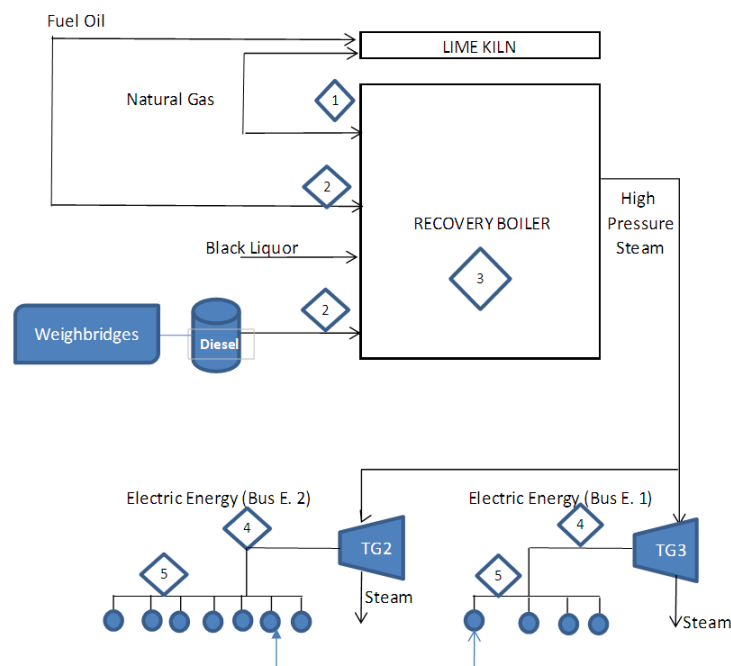 Fuel Oil
LIME KILN
Natural Gas
1
2
High
Pressure
Steam
RECOVERY BOILER
Black Liquor
3
2
Weighbridges
Diesel
Electric Energy (Bus E. 2)
Electric Energy (Bus E. 1)
4
4
TG2
TG3
5
5
Steam
Steam